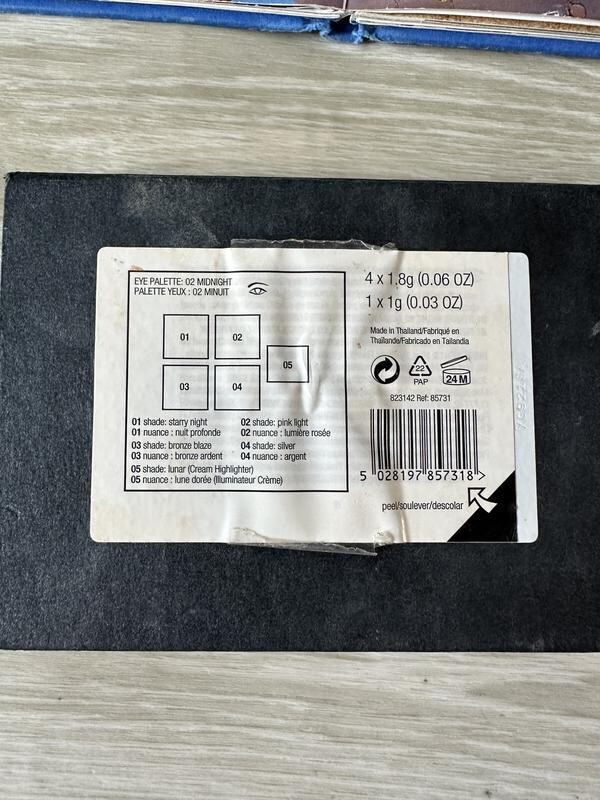 EYE PALETTE: 02 MIDNIGHT
PALETTE YEUX : 02 MINUIT
01
02
03
04
05
01 shade: starry night
01 nuance : nuit profonde
02 shade: pink light
02 nuance : lumière rosée
03 shade: bronze blaze
03 nuance : bronze ardent
04 shade: silver
04 nuance : argent
05 shade: lunar (Cream Highlighter)
05 nuance : lune dorée (Illuminateur Crème)
4 x 1,8g (0.06 OZ)
1 x 1g (0.03 OZ)
Made in Thailand/Fabriqué en
Thaïlande/Fabricado en Tailandia
22
PAP
24 M
823142 Ref: 85731
5 028197 857318 >
peel/soulever/descolar